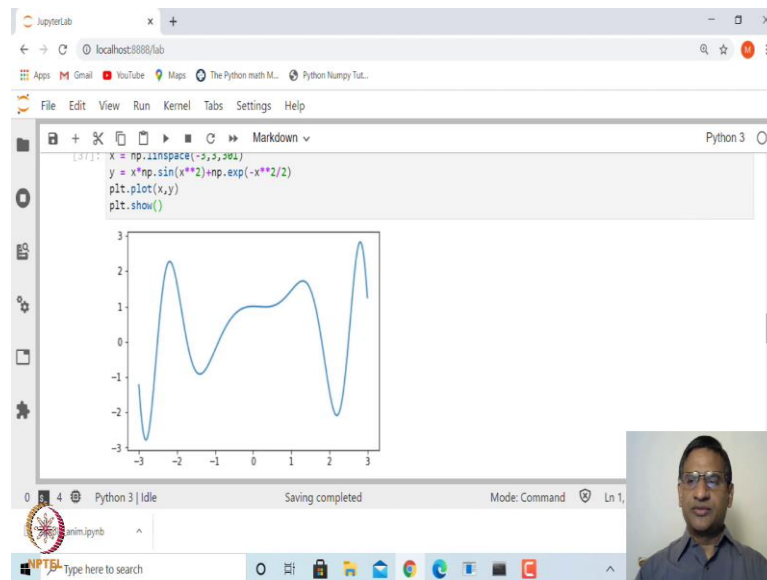 JupyterLab
localhost:8888/lab
M
Apps Gmail YouTube Maps The Python math M... Python Numpy Tut...
File Edit View Run Kernel Tabs Settings Help
Markdown Python 3
[37]: x = np.linspace(-3,3,301)
y = x*np.sin(x**2)+np.exp(-x**2/2)
plt.plot(x,y)
plt.show()
3
2
1
0
-1
-2
-3
-3 -2 -1 0 1 2 3
0 4 Python 3 | Idle Saving completed Mode: Command Ln 1,
anim.ipynb
NPTEL Type here to search